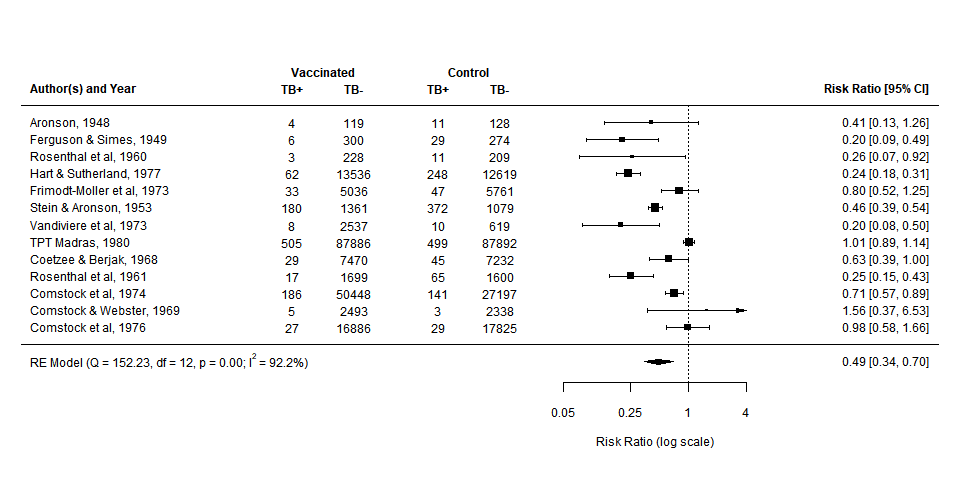 Vaccinated Control
Author(s) and Year TB+ TB- TB+ TB- Risk Ratio [95% CI]
Aronson, 1948 4 119 11 128 0.41 [0.13, 1.26]
Ferguson & Simes, 1949 6 300 29 274 0.20 [0.09, 0.49]
Rosenthal et al, 1960 3 228 11 209 0.26 [0.07, 0.92]
Hart & Sutherland, 1977 62 13536 248 12619 0.24 [0.18, 0.31]
Frimodt-Moller et al, 1973 33 5036 47 5761 0.80 [0.52, 1.25]
Stein & Aronson, 1953 180 1361 372 1079 0.46 [0.39, 0.54]
Vandiviere et al, 1973 8 2537 10 619 0.20 [0.08, 0.50]
TPT Madras, 1980 505 87886 499 87892 1.01 [0.89, 1.14]
Coetzee & Berjak, 1968 29 7470 45 7232 0.63 [0.39, 1.00]
Rosenthal et al, 1961 17 1699 65 1600 0.25 [0.15, 0.43]
Comstock et al, 1974 186 50448 141 27197 0.71 [0.57, 0.89]
Comstock & Webster, 1969 5 2493 3 2338 1.56 [0.37, 6.53]
Comstock et al, 1976 27 16886 29 17825 0.98 [0.58, 1.66]
RE Model (Q = 152.23, df = 12, p = 0.00; I² = 92.2%) 0.49 [0.34, 0.70]
0.05 0.25 1 4
Risk Ratio (log scale)